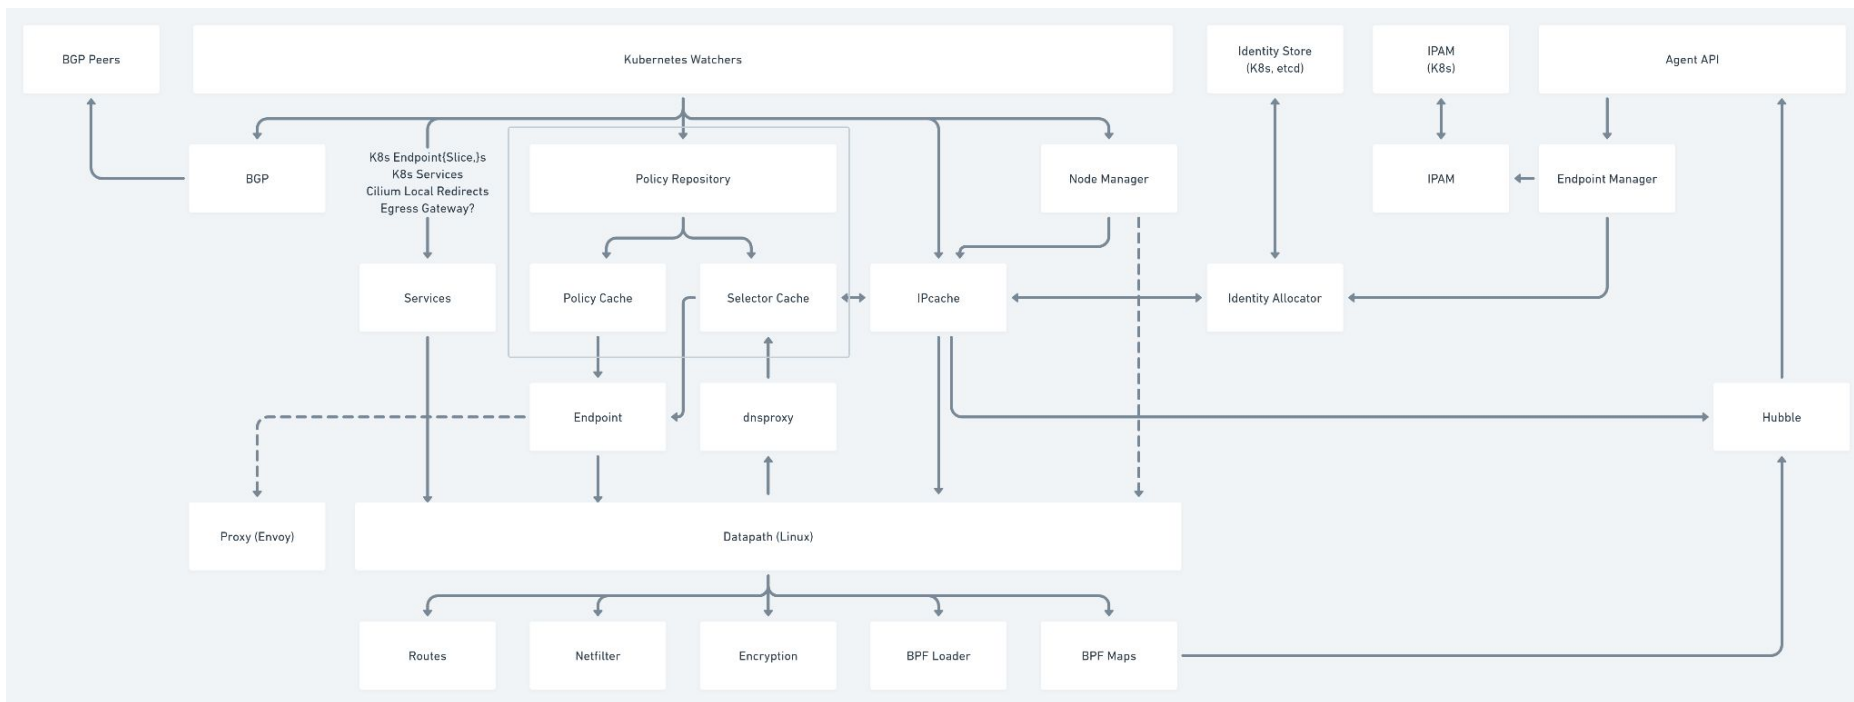 BGP Peers
Kubernetes Watchers
Identity Store
(K8s, etcd)
IPAM
(K8s)
Agent API
BGP
K8s Endpoint{Slice,}s
K8s Services
Cilium Local Redirects
Egress Gateway?
Policy Repository
Node Manager
IPAM
Endpoint Manager
Services
Policy Cache
Selector Cache
IPcache
Identity Allocator
Endpoint
dnsproxy
Hubble
Proxy (Envoy)
Datapath (Linux)
Routes
Netfilter
Encryption
BPF Loader
BPF Maps